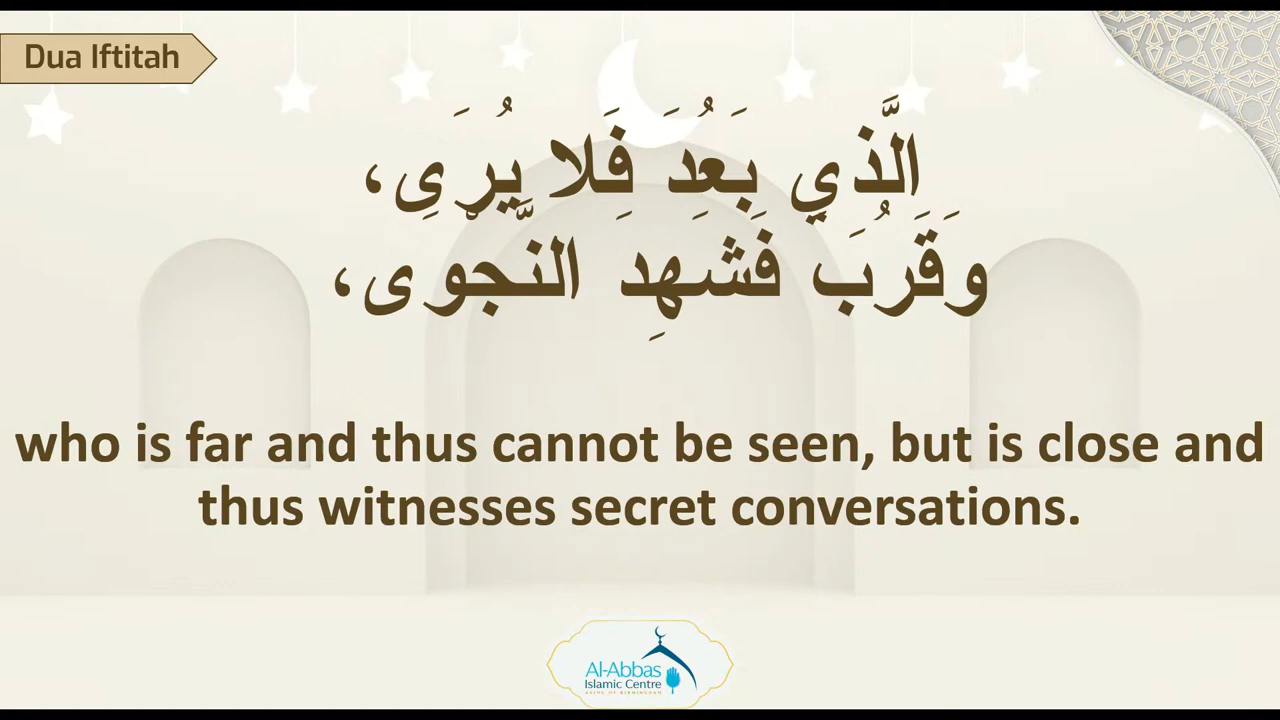 Dua Iftitah
الَّذِي بَعُدَ فَلا يُرىَ،
وَقَرُبَ فَشَهِدَ النَّجْوى،
who is far and thus cannot be seen, but is close and
thus witnesses secret conversations.
Al-Abbas
Islamic Centre